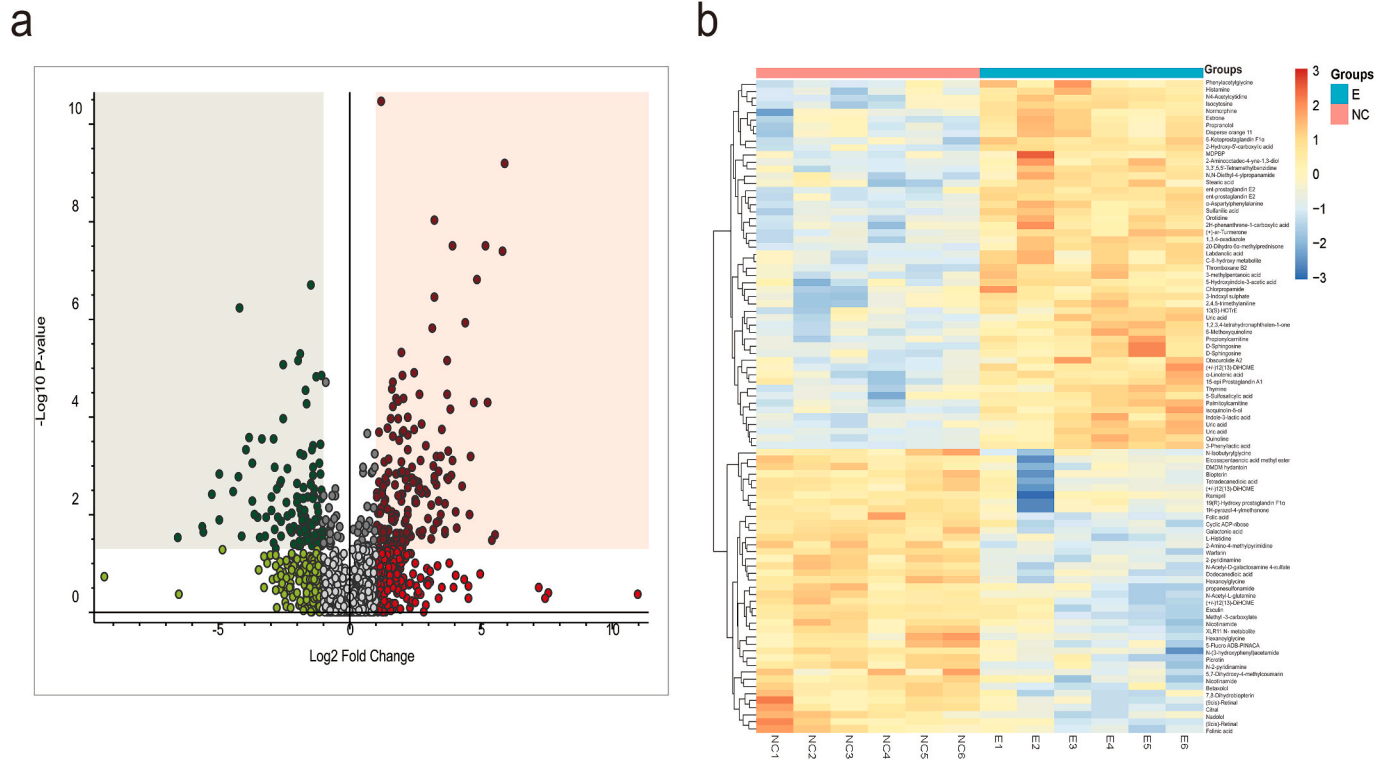 a
b
10
8
6
4
2
0
-Log10 P-value
-5
0
5
10
Log2 Fold Change
Groups
Phenylacetylglycine
Histamine
N4-Acetylcytidine
Isocytosine
Normorphine
Estrone
Propranolol
Disperse orange 11
6-Ketoprostaglandin F1α
2-Hydroxy-5'-carboxylic acid
MDPBP
2-Aminooctadec-4-yne-1,3-diol
3,3',5,5'-Tetramethylbenzidine
N,N-Diethyl-4-ylpropanamide
Stearic acid
ent-prostaglandin E2
ent-prostaglandin E2
α-Aspartylphenylalanine
Sulfanilic acid
Orotidine
2H-phenanthrene-1-carboxylic acid
(+)-ar-Turmerone
1,3,4-oxadiazole
20-Dihydro 6α-methylprednisone
Labdanolic acid
C-8-hydroxy metabolite
Thromboxane B2
3-methylpentanoic acid
5-Hydroxyindole-3-acetic acid
Chlorpropamide
3-Indoxyl sulphate
2,4,5-trimethylaniline
13(S)-HOTrE
Uric acid
1,2,3,4-tetrahydronaphthalen-1-one
6-Methoxyquinoline
Propionylcarnitine
D-Sphingosine
D-Sphingosine
Obscurolide A2
(+/-)12(13)-DiHOME
α-Linolenic acid
15-epi Prostaglandin A1
Thymine
5-Sulfosalicylic acid
Palmitoylcarnitine
isoquinolin-5-ol
Indole-3-lactic acid
Uric acid
Uric acid
Quinoline
3-Phenyllactic acid
N-Isobutyrylglycine
Eicosapentaenoic acid methyl ester
DMDM hydantoin
Biopterin
Tetradecanedioic acid
(+/-)12(13)-DiHOME
Ramipril
19(R)-Hydroxy prostaglandin F1α
1H-pyrazol-4-ylmethanone
Folic acid
Cyclic ADP-ribose
Galactonic acid
L-Histidine
2-Amino-4-methylpyrimidine
Warfarin
2-pyridinamine
N-Acetyl-D-galactosamine 4-sulfate
Dodecanedioic acid
Hexanoylglycine
propanesulfonamide
N-Acetyl-L-glutamine
(+/-)12(13)-DiHOME
Esculin
Methyl -3-carboxylate
Nicotinamide
XLR11 N- metabolite
Hexanoylglycine
5-Fluoro ADB-PINACA
N-(3-hydroxyphenyl)acetamide
Picrotin
N-2-pyridinamine
5,7-Dihydroxy-4-methylcoumarin
Nicotinamide
Betaxolol
7,8-Dihydrobiopterin
(9cis)-Retinal
Citral
Nadolol
(9cis)-Retinal
Folinic acid
NC1
NC2
NC3
NC4
NC5
NC6
E1
E2
E3
E4
E5
E6
3
2
1
0
−1
−2
−3
Groups
E
NC